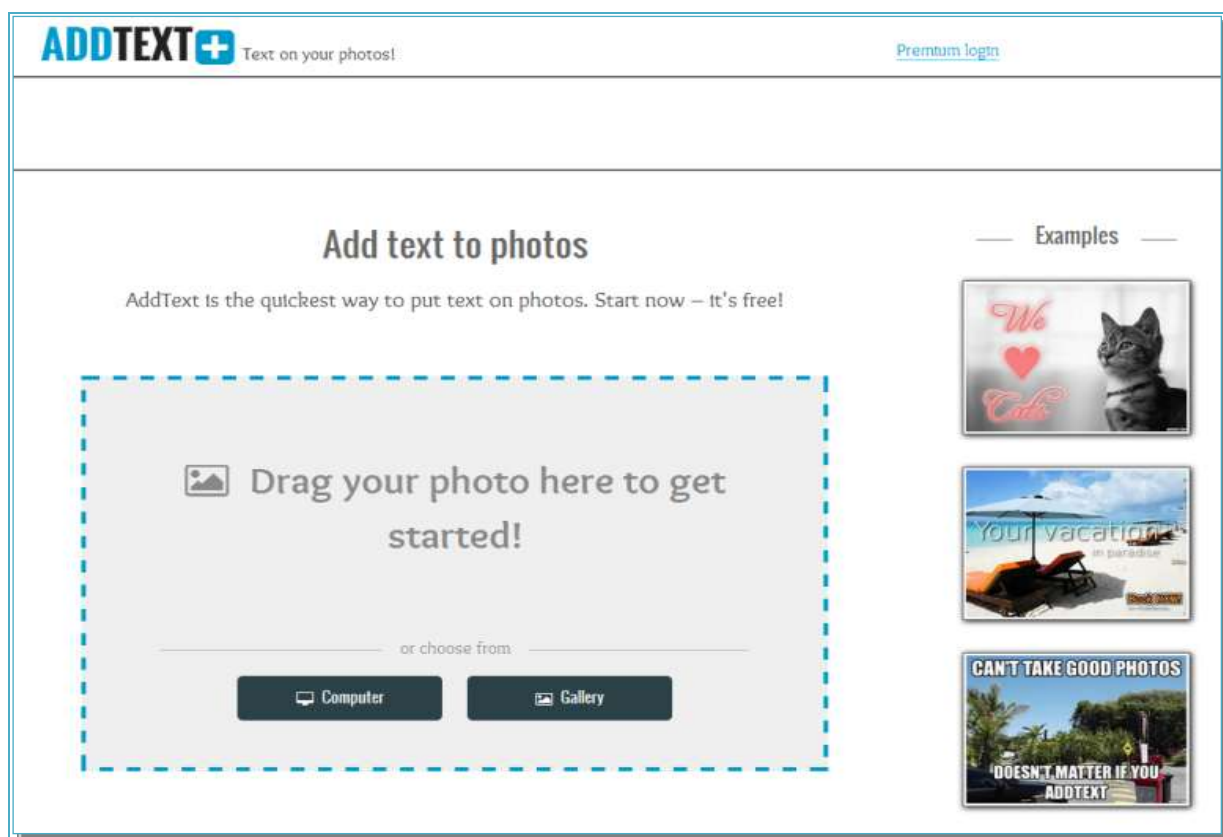 ADDTEXT
Text on your photos!
Premium login
Add text to photos
AddText is the quickest way to put text on photos. Start now – it's free!
Drag your photo here to get
started!
or choose from
Computer
Gallery
Examples
We
Cats
Your vacation
in paradise
Book NOW!
CAN'T TAKE GOOD PHOTOS
DOESN'T MATTER IF YOU
ADDTEXT